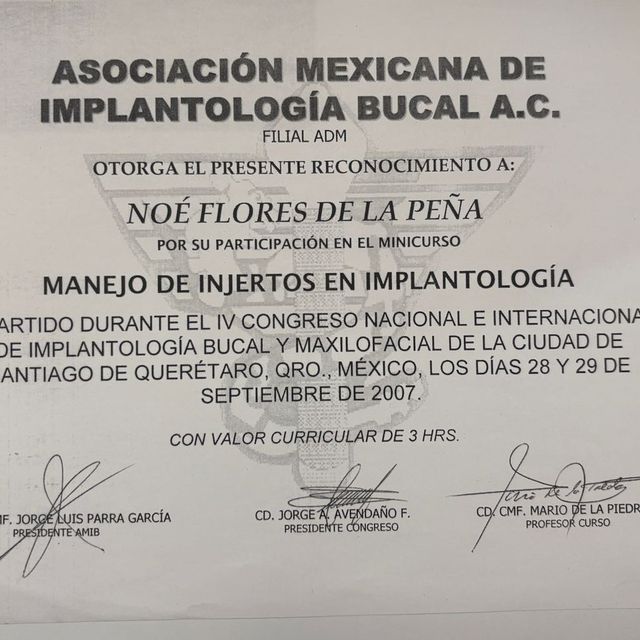 ASOCIACIÓN MEXICANA DE
IMPLANTOLOGÍA BUCAL A.C.
FILIAL ADM
OTORGA EL PRESENTE RECONOCIMIENTO A:
NOÉ FLORES DE LA PEÑA
POR SU PARTICIPACIÓN EN EL MINICURSO
MANEJO DE INJERTOS EN IMPLANTOLOGÍA
ARTIDO DURANTE EL IV CONGRESO NACIONAL E INTERNACIONA
DE IMPLANTOLOGÍA BUCAL Y MAXILOFACIAL DE LA CIUDAD DE
ANTIAGO DE QUERÉTARO, QRO., MÉXICO, LOS DÍAS 28 Y 29 DE
SEPTIEMBRE DE 2007.
CON VALOR CURRICULAR DE 3 HRS.
MF. JORGE LUIS PARRA GARCÍA
PRESIDENTE AMIB
CD. JORGE A. AVENDAÑO F.
PRESIDENTE CONGRESO
CD. CMF. MARIO DE LA PIEDR
PROFESOR CURSO